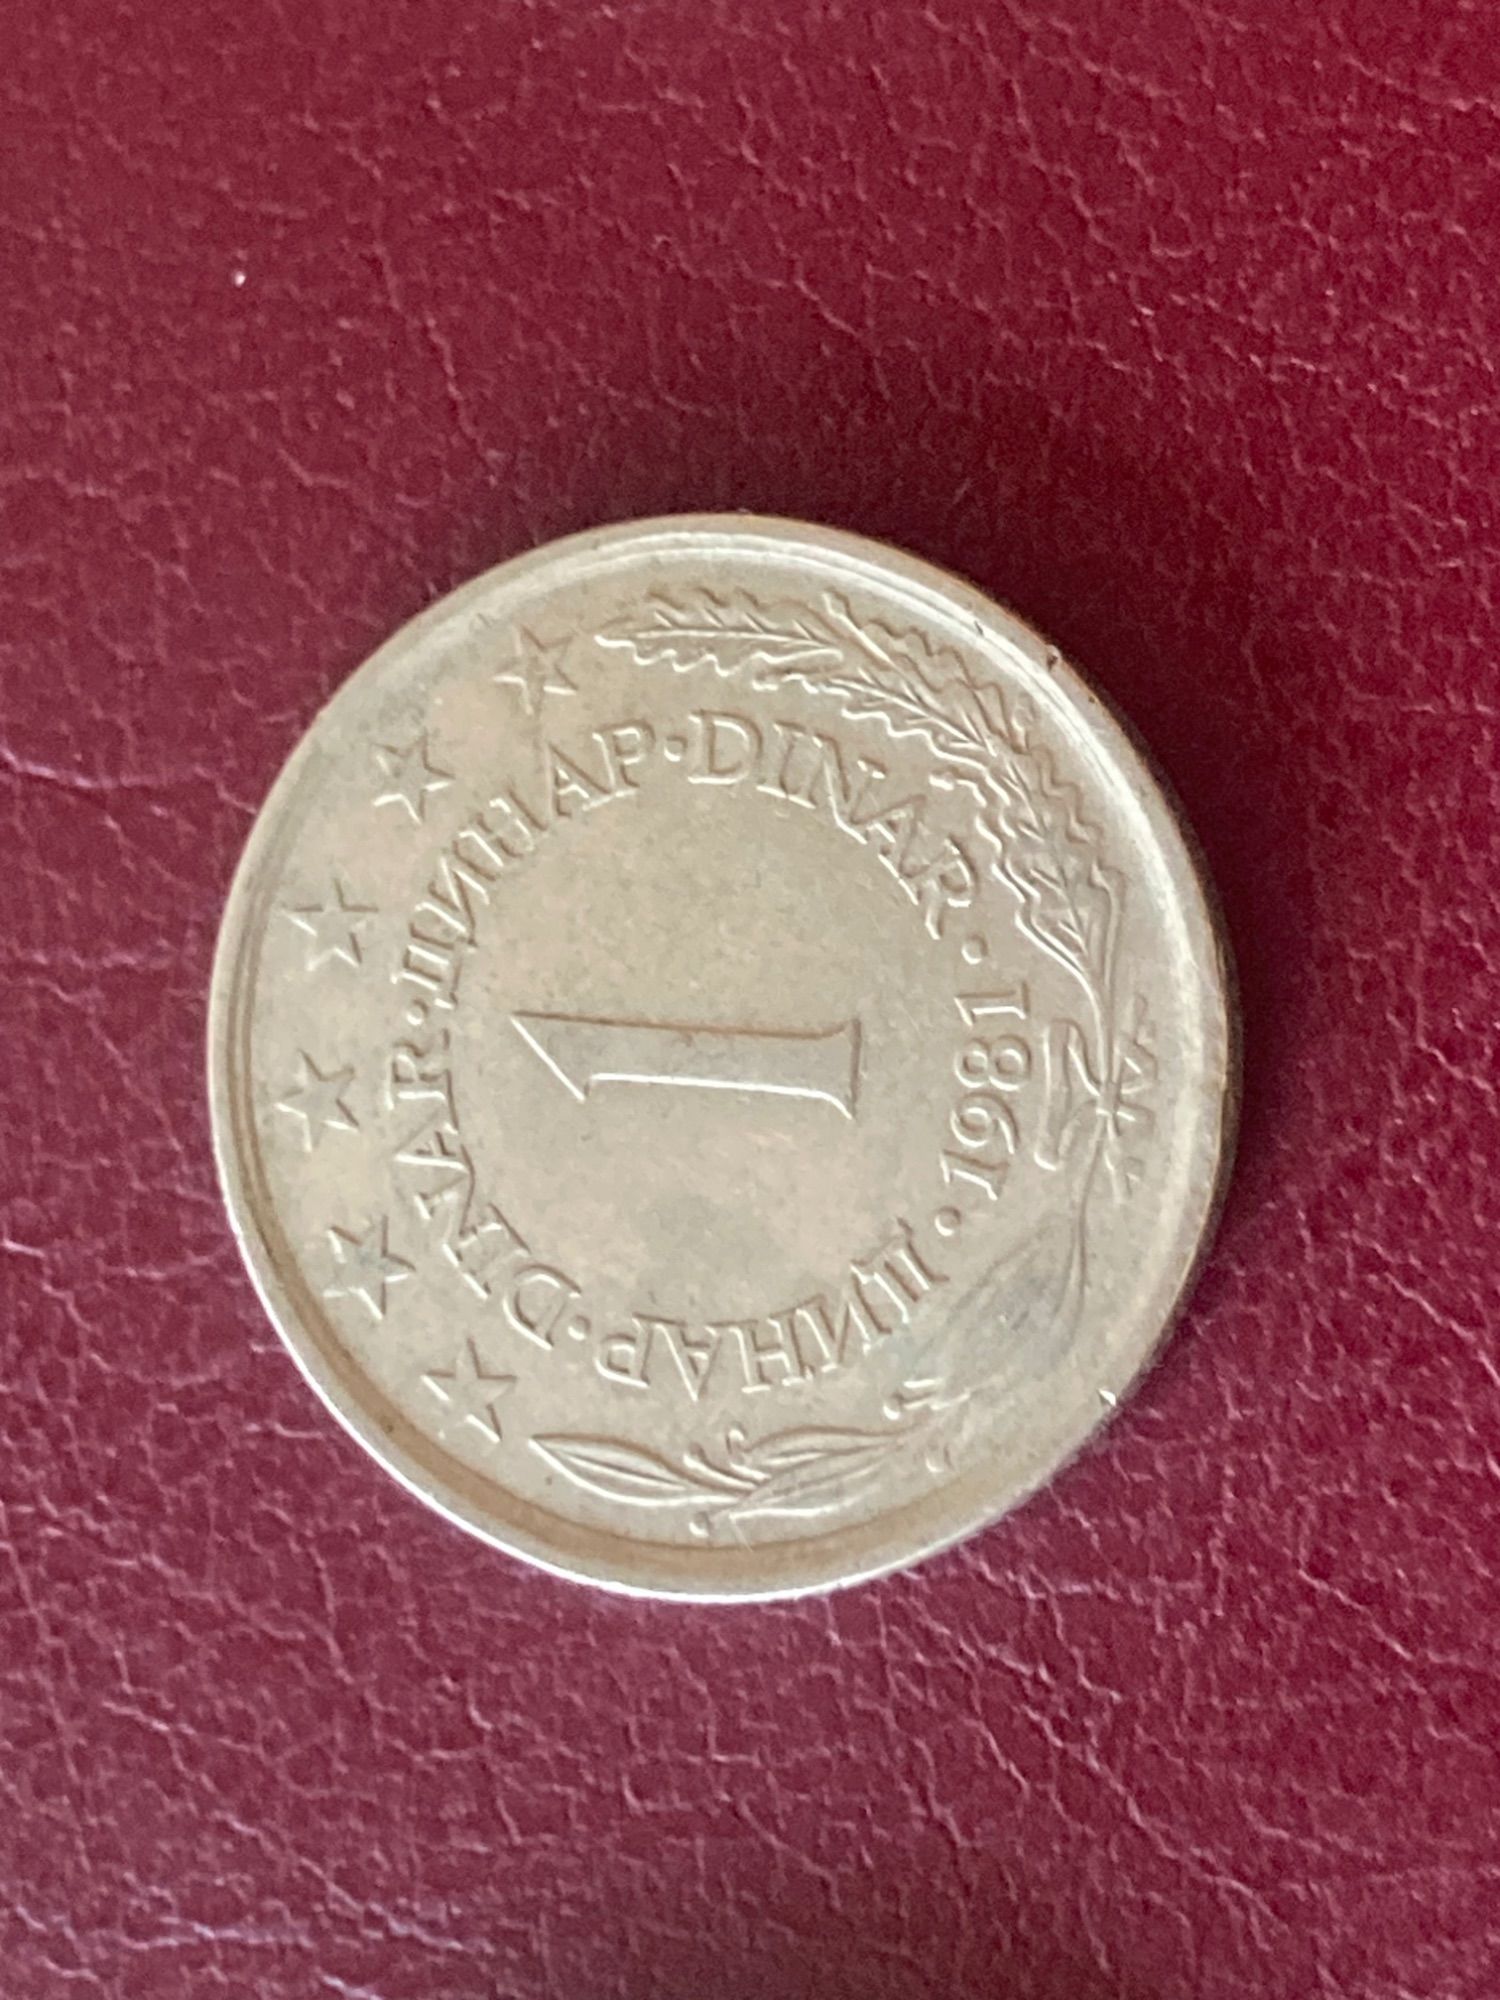 ДИНАР · DINAR · ДИНАР · DINAR · 1981 ·
1